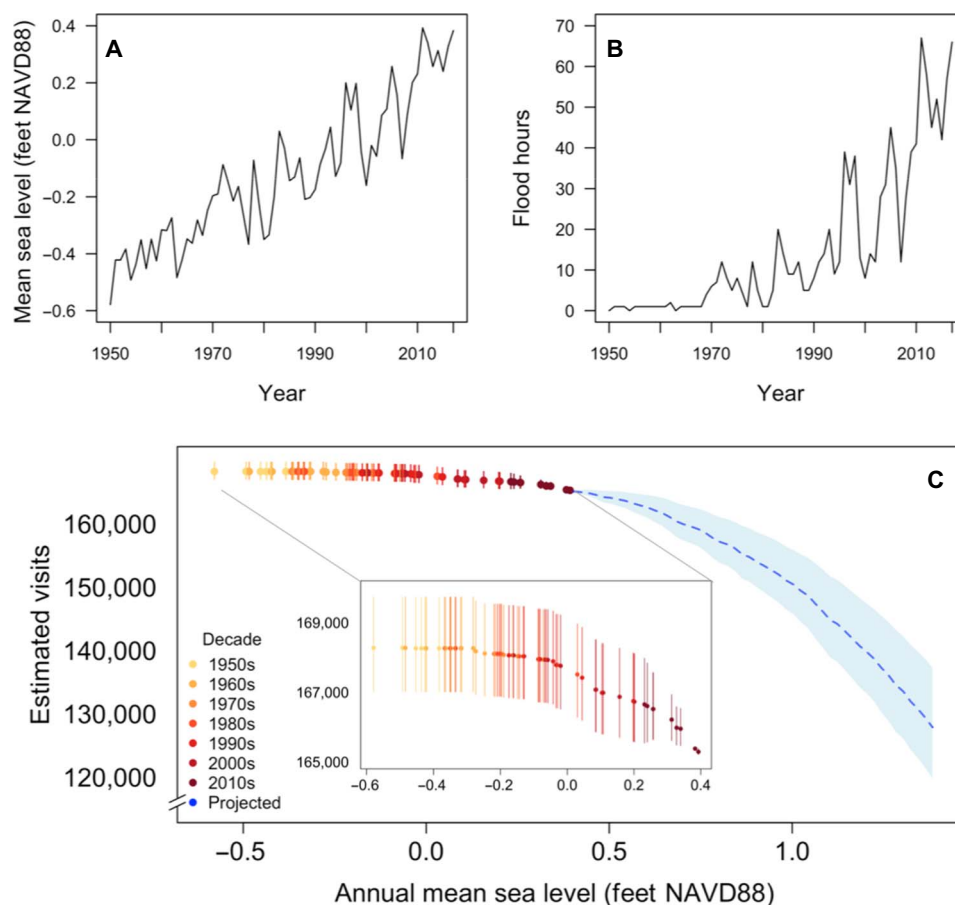 A
Mean sea level (feet NAVD88)
0.4
0.2
0.0
−0.2
−0.4
−0.6
1950
1970
1990
2010
Year
B
Flood hours
70
60
50
40
30
20
10
0
1950
1970
1990
2010
Year
C
Estimated visits
160,000
150,000
140,000
130,000
120,000
Decade
1950s
1960s
1970s
1980s
1990s
2000s
2010s
Projected
169,000
167,000
165,000
−0.6
−0.4
−0.2
0.0
0.2
0.4
−0.5
0.0
0.5
1.0
Annual mean sea level (feet NAVD88)